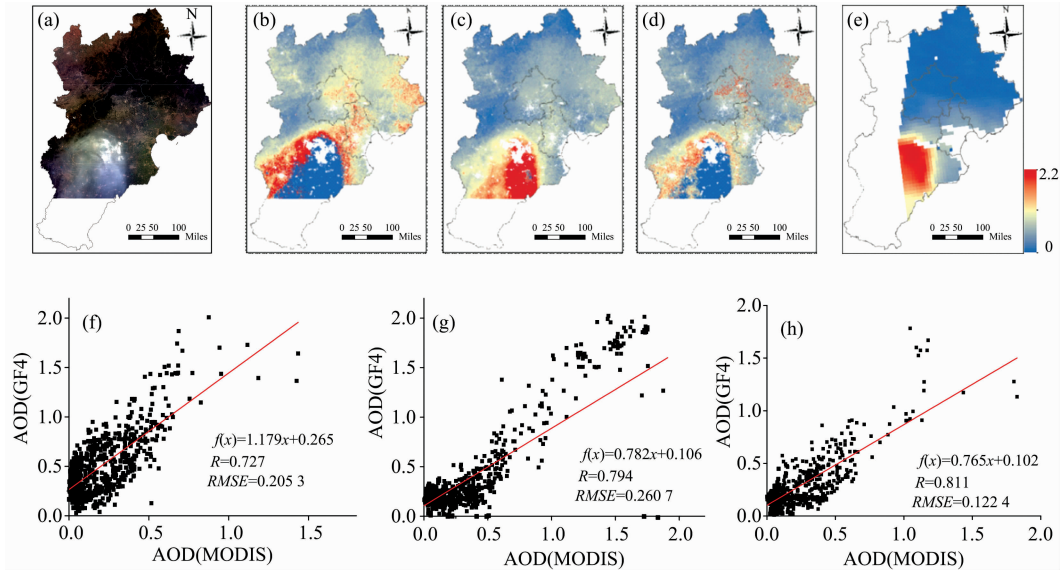 (a)
N
0 25 50 100
Miles
(b)
N
0 25 50 100
Miles
(c)
N
0 25 50 100
Miles
(d)
N
0 25 50 100
Miles
(e)
N
0 25 50 100
Miles
2.2
0
(f)
AOD(GF4)
2.0
1.5
1.0
0.5
0.0
f(x)=1.179x+0.265
R=0.727
RMSE=0.205 3
0.0 0.5 1.0 1.5
AOD(MODIS)
(g)
AOD(GF4)
2.0
1.5
1.0
0.5
0.0
f(x)=0.782x+0.106
R=0.794
RMSE=0.260 7
0.0 0.5 1.0 1.5 2.0
AOD(MODIS)
(h)
AOD(GF4)
2.0
1.5
1.0
0.5
0.0
f(x)=0.765x+0.102
R=0.811
RMSE=0.122 4
0.0 0.5 1.0 1.5 2.0
AOD(MODIS)